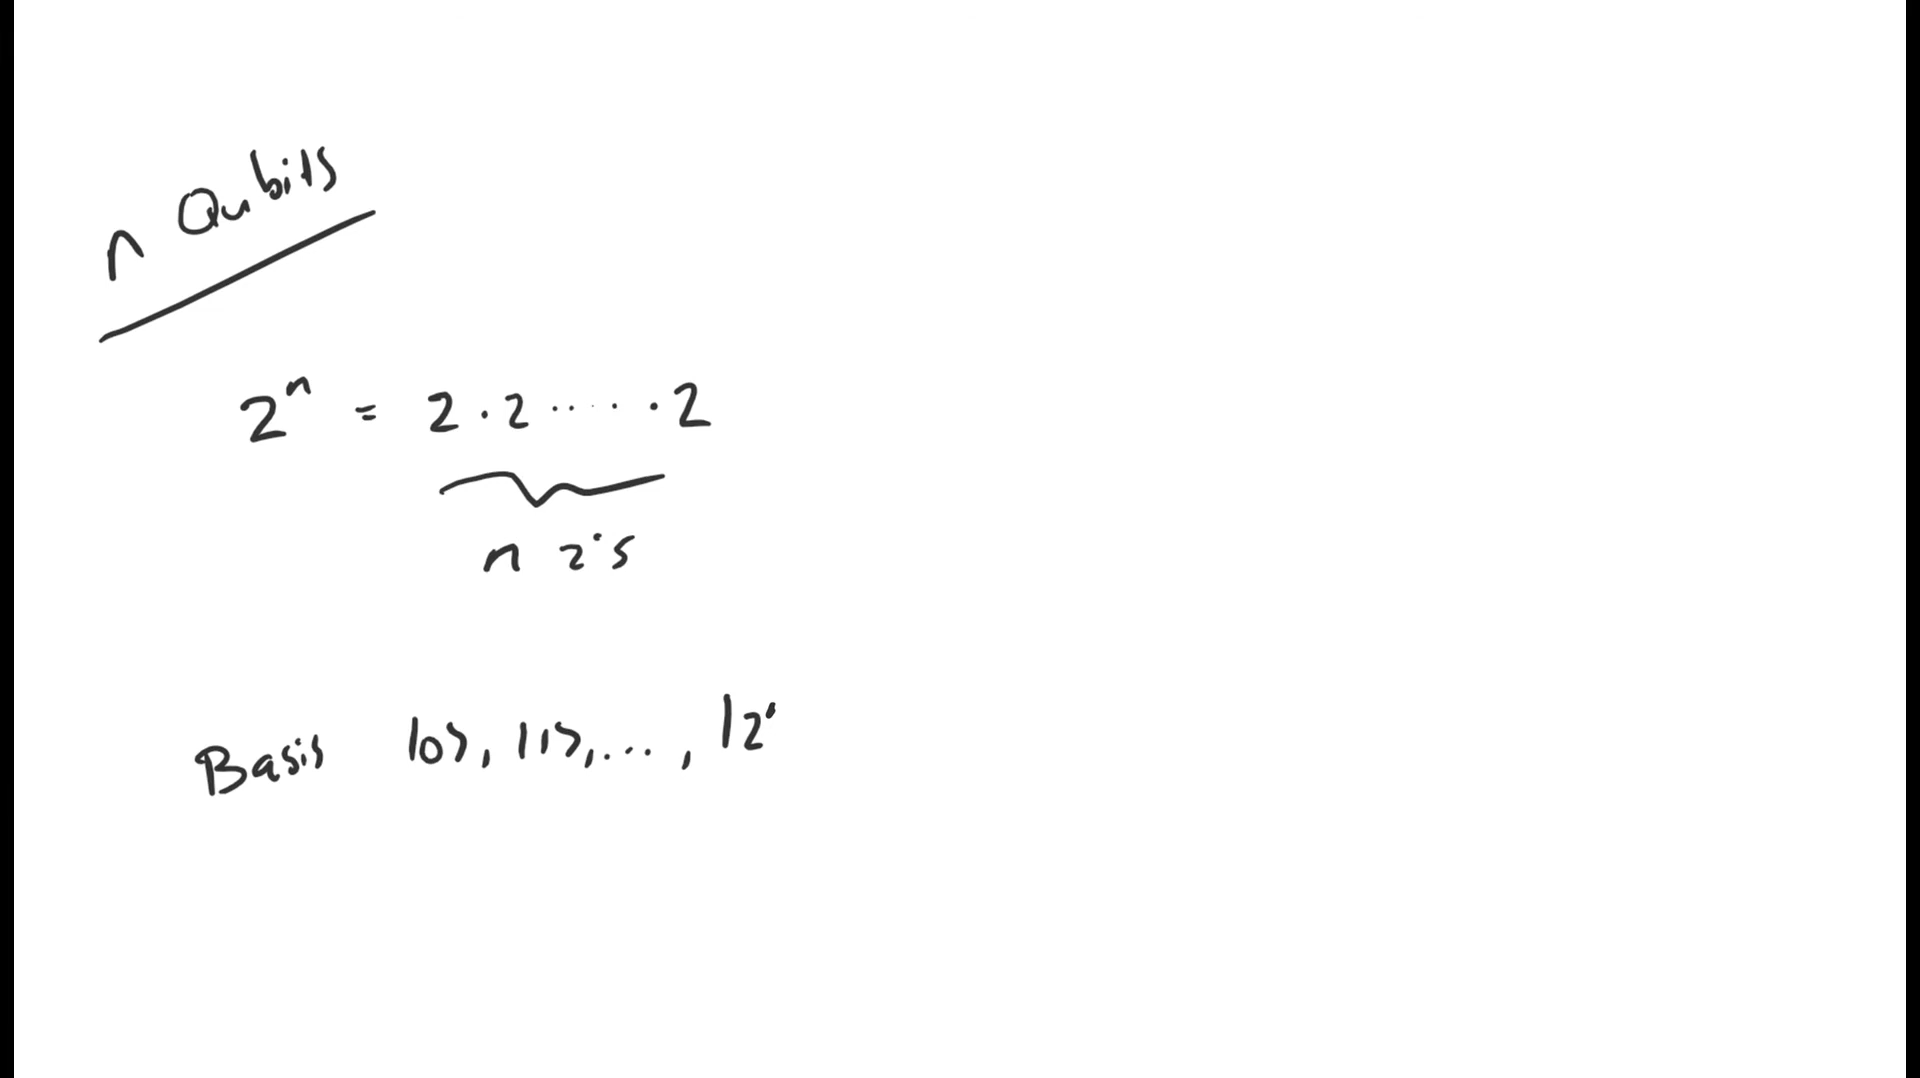 n Qubits
2ⁿ = 2 · 2 ····· · 2
n 2's
Basis |0>, |1>, ... , |2